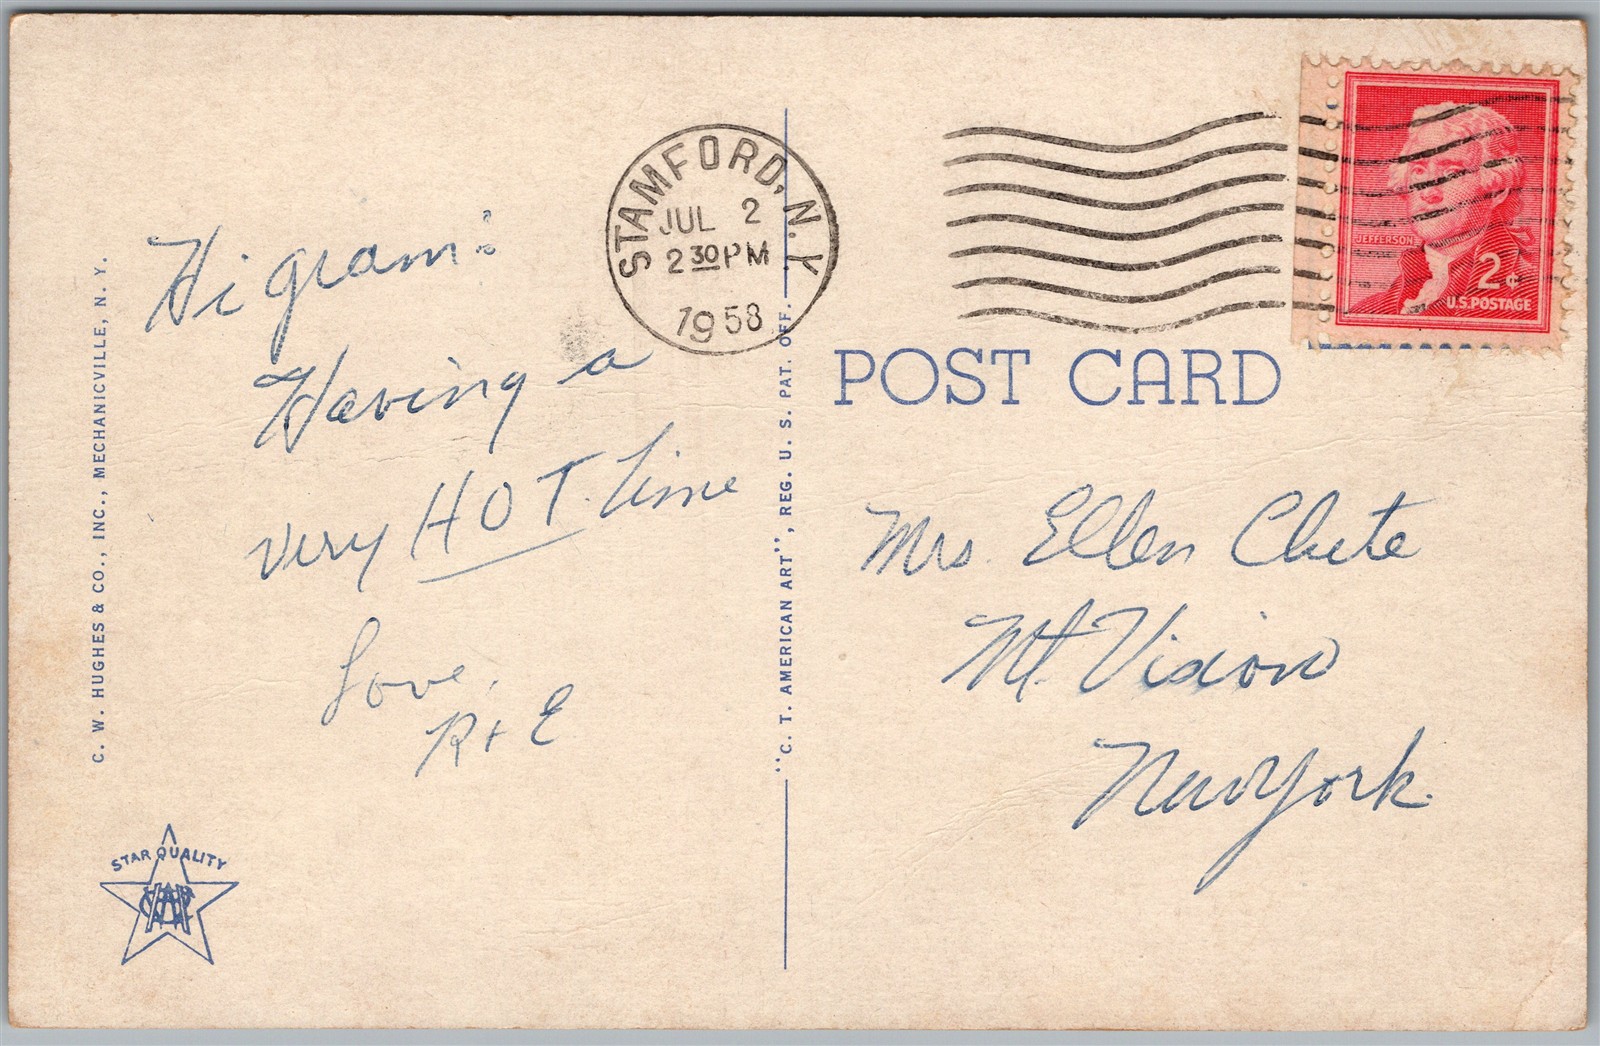 C. W. HUGHES & CO., INC., MECHANICVILLE, N. Y.
Hi gram:
Having a
very HOT. time
Love,
R + E
STAR QUALITY
"C. T. AMERICAN ART", REG. U. S. PAT. OFF.
STAMFORD, N.Y.
JUL 2
2 30 PM
1958
JEFFERSON
2¢
U.S. POSTAGE
POST CARD
Mrs. Ellen Chete
Mt. Vision
New York.